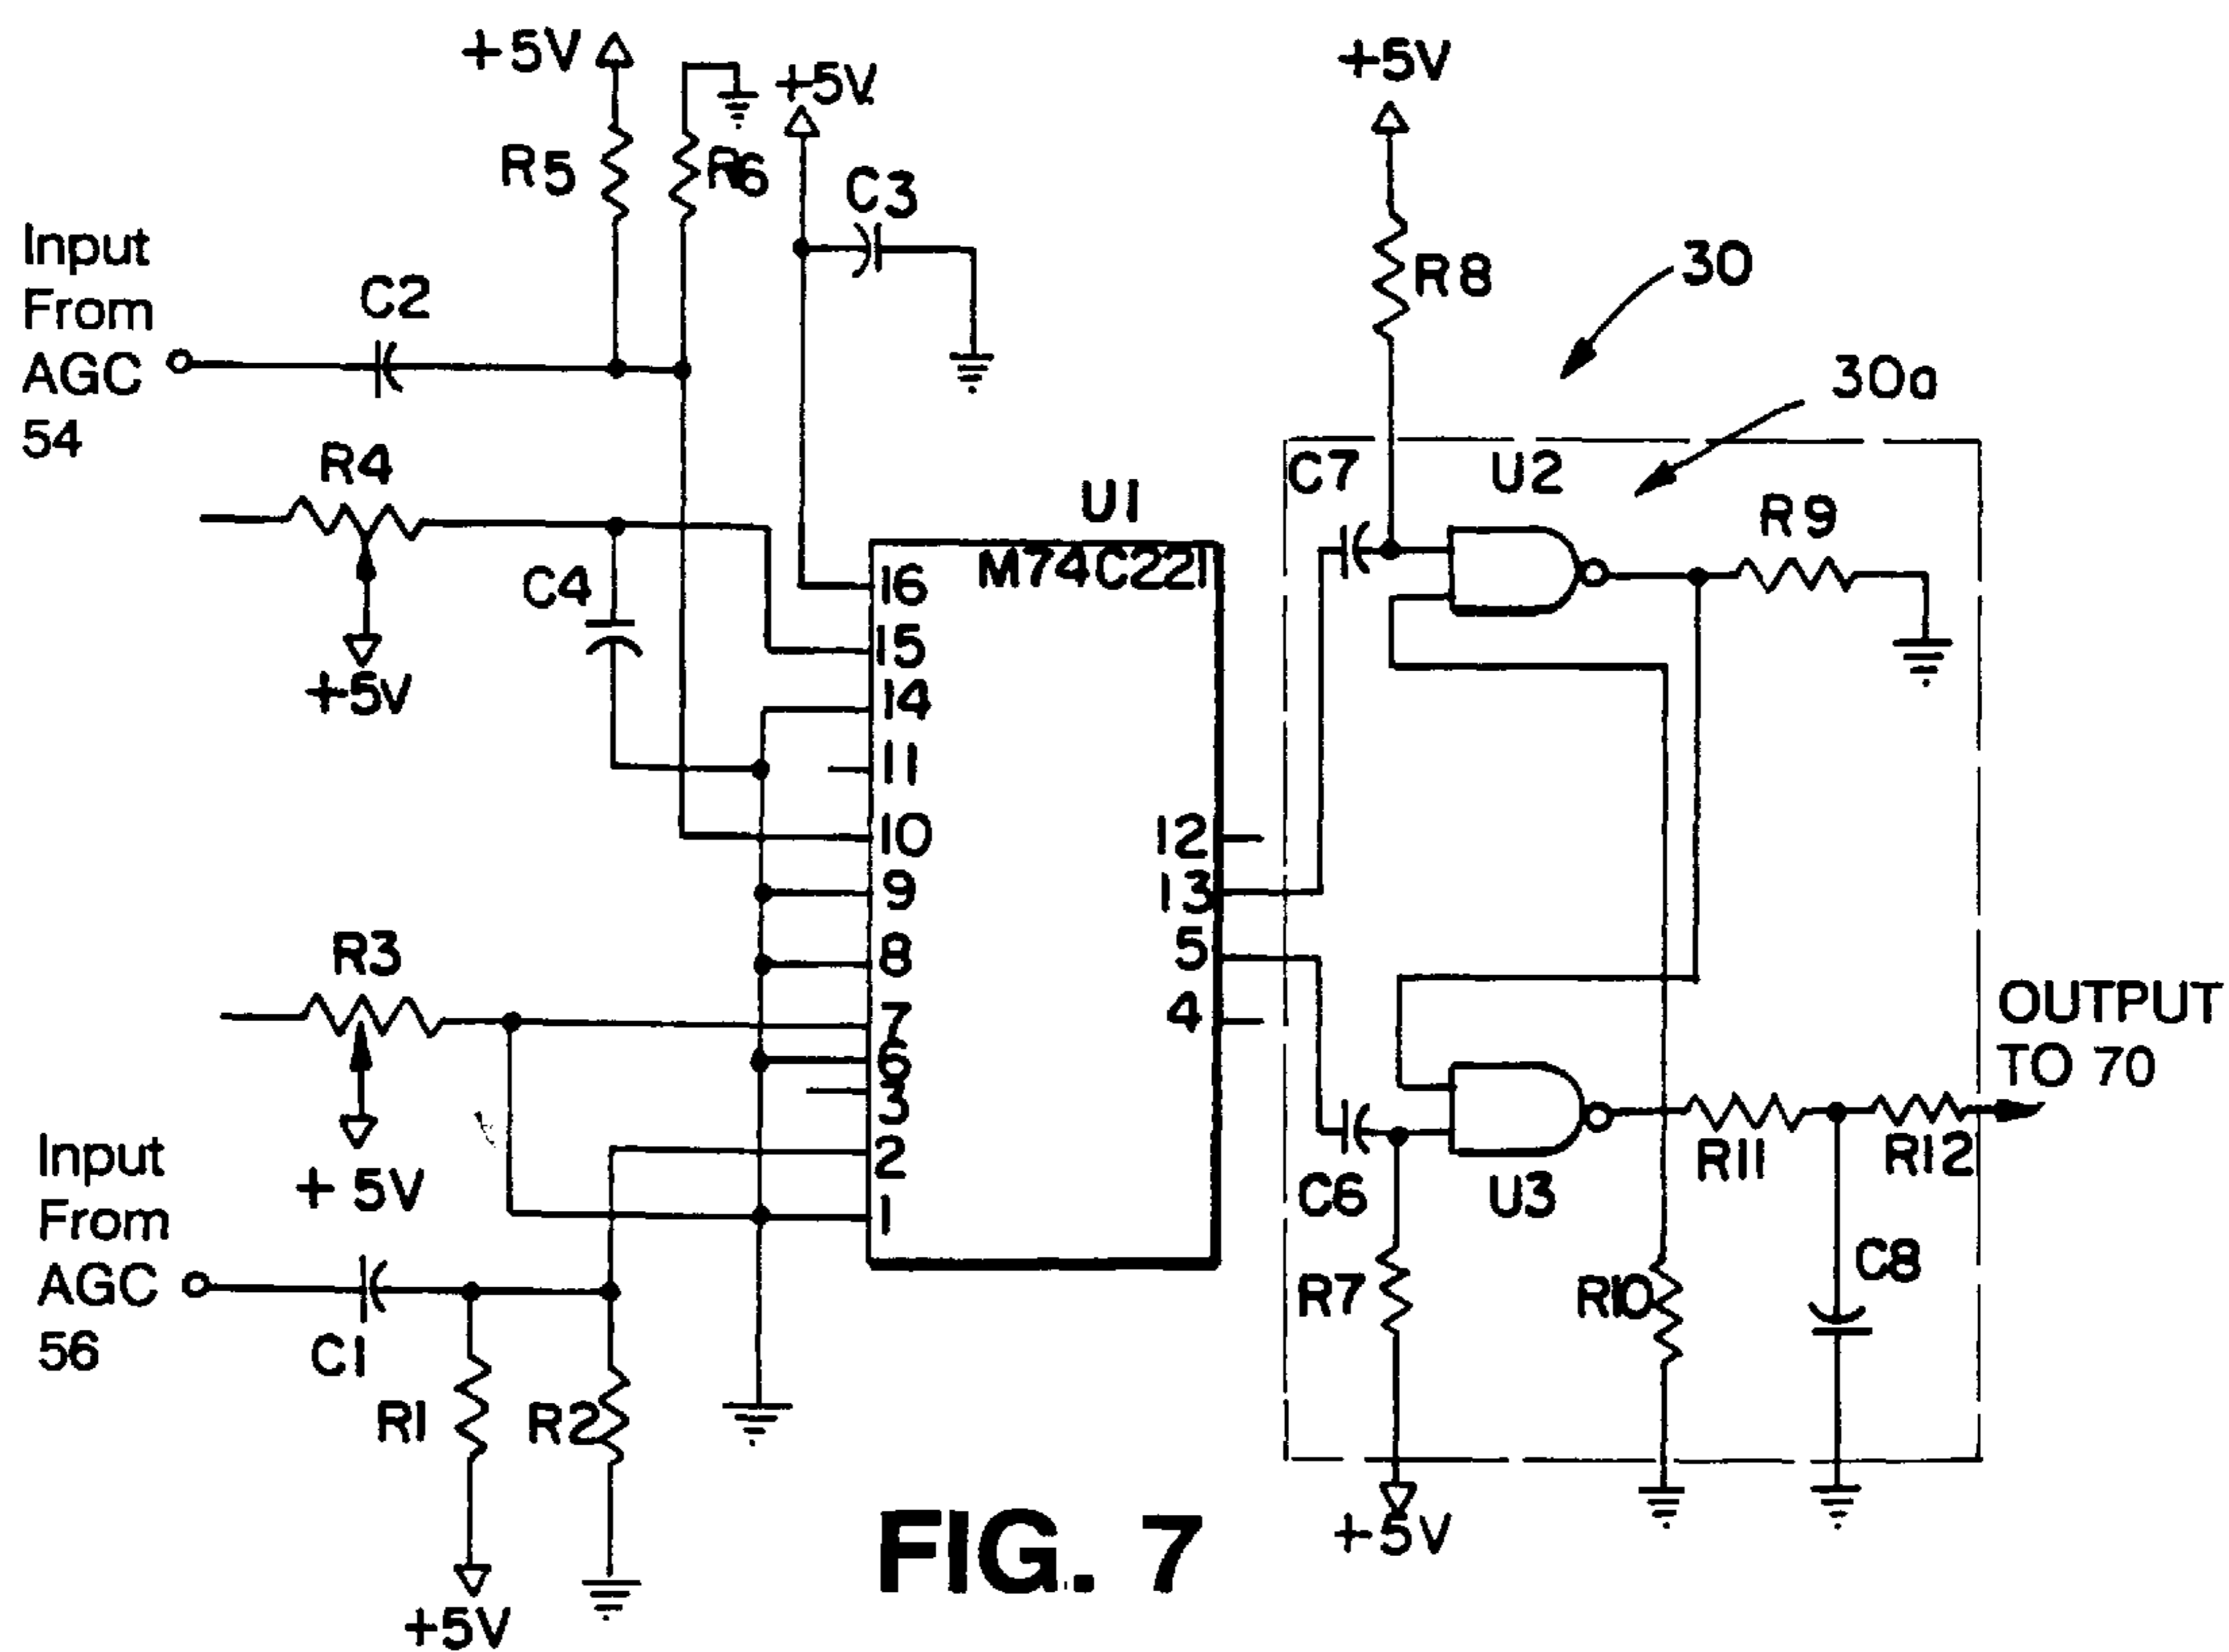 +5V
+5V
+5V
R5
R6
C3
Input
From
AGC
54
C2
R8
30
30a
R4
C4
+5V
U1
M74C221
C7
U2
R9
16
15
14
11
10
9
8
7
6
3
2
1
12
13
5
4
R3
+5V
Input
From
AGC
56
C1
R1
R2
+5V
C6
U3
R7
R10
R11
R12
C8
OUTPUT
TO 70
+5V
FIG. 7